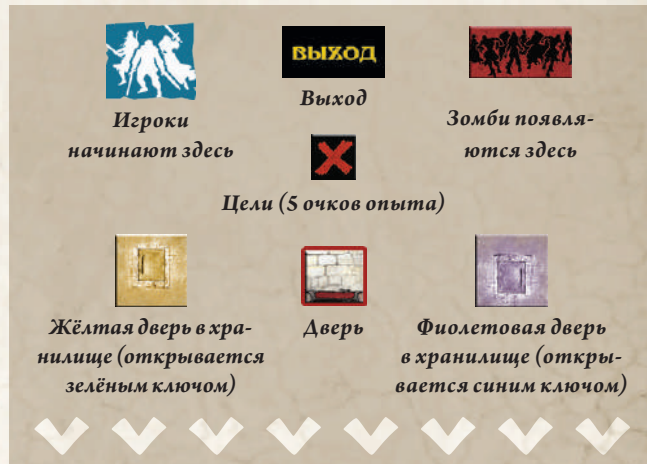 ВЫХОД
Игроки
начинают здесь
Выход
Зомби появля-
ются здесь
Цели (5 очков опыта)
Жёлтая дверь в хра-
нилище (открывается
зелёным ключом)
Дверь
Фиолетовая дверь
в хранилище (откры-
вается синим ключом)